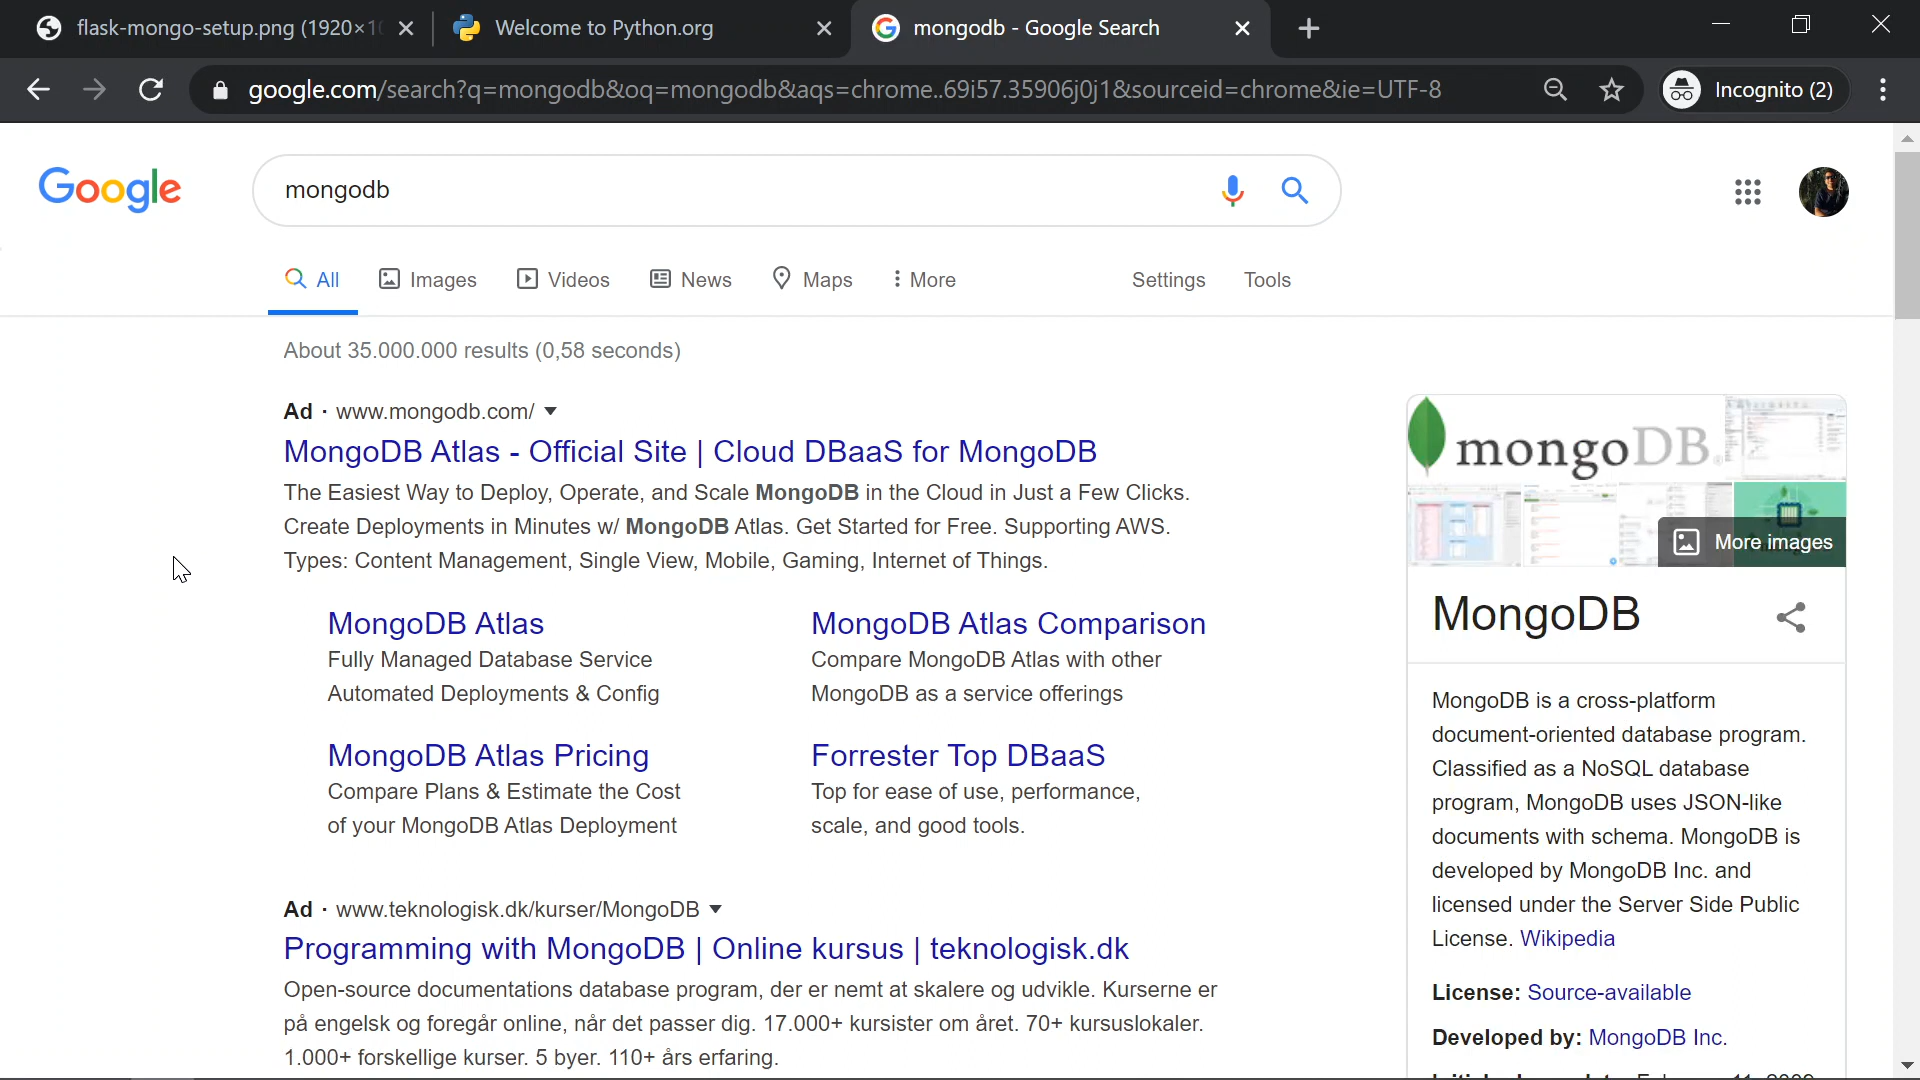 flask-mongo-setup.png (1920×10
Welcome to Python.org
mongodb - Google Search
google.com/search?q=mongodb&oq=mongodb&aqs=chrome..69i57.35906j0j1&sourceid=chrome&ie=UTF-8
Incognito (2)
Google
mongodb
All
Images
Videos
News
Maps
More
Settings
Tools
About 35.000.000 results (0,58 seconds)
Ad · www.mongodb.com/
MongoDB Atlas - Official Site | Cloud DBaaS for MongoDB
The Easiest Way to Deploy, Operate, and Scale MongoDB in the Cloud in Just a Few Clicks.
Create Deployments in Minutes w/ MongoDB Atlas. Get Started for Free. Supporting AWS.
Types: Content Management, Single View, Mobile, Gaming, Internet of Things.
MongoDB Atlas
Fully Managed Database Service
Automated Deployments & Config
MongoDB Atlas Comparison
Compare MongoDB Atlas with other
MongoDB as a service offerings
MongoDB Atlas Pricing
Compare Plans & Estimate the Cost
of your MongoDB Atlas Deployment
Forrester Top DBaaS
Top for ease of use, performance,
scale, and good tools.
Ad · www.teknologisk.dk/kurser/MongoDB
Programming with MongoDB | Online kursus | teknologisk.dk
Open-source documentations database program, der er nemt at skalere og udvikle. Kurserne er
på engelsk og foregår online, når det passer dig. 17.000+ kursister om året. 70+ kursuslokaler.
1.000+ forskellige kurser. 5 byer. 110+ års erfaring.
mongoDB
More images
MongoDB
MongoDB is a cross-platform
document-oriented database program.
Classified as a NoSQL database
program, MongoDB uses JSON-like
documents with schema. MongoDB is
developed by MongoDB Inc. and
licensed under the Server Side Public
License. Wikipedia
License: Source-available
Developed by: MongoDB Inc.